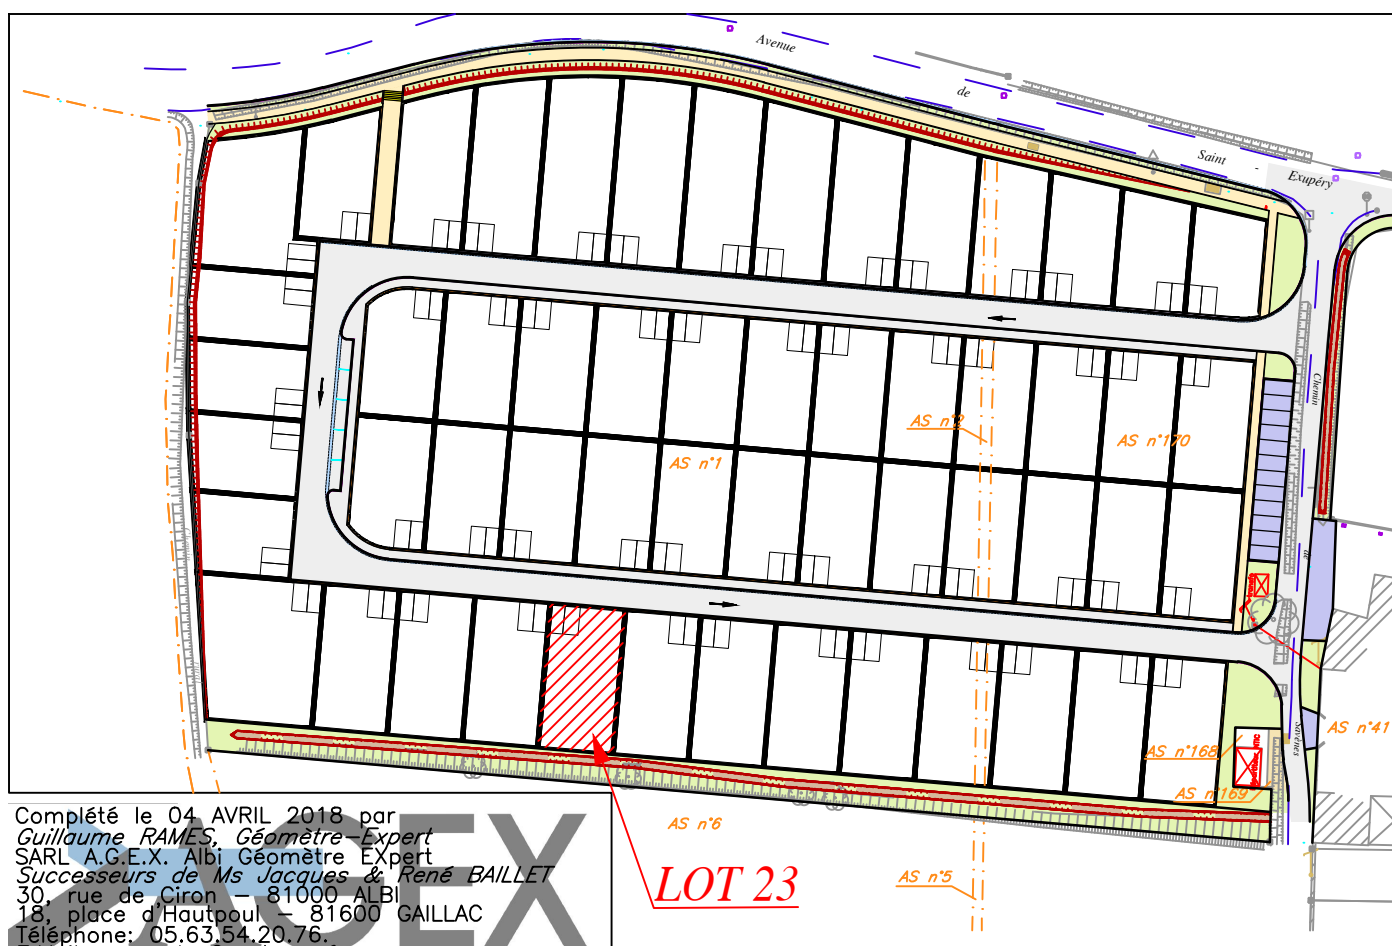 Avenue
de
Saint
Exupéry
Chemin
de
Savènes
AS n°2
AS n°170
AS n°1
AS n°41
AS n°168
AS n°169
AS n°6
AS n°5
LOT 23
Complété le 04 AVRIL 2018 par
Guillaume RAMES, Géomètre-Expert
SARL A.G.E.X. Albi Géomètre Expert
Successeurs de Ms Jacques & René BAILLET
30, rue de Ciron - 81000 ALBI
18, place d'Hautpoul - 81600 GAILLAC
Téléphone: 05.63.54.20.76.
AGEX